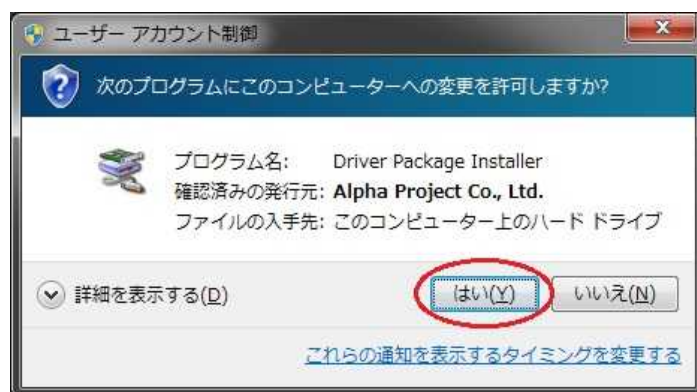 ユーザー アカウント制御
次のプログラムにこのコンピューターへの変更を許可しますか?
プログラム名: Driver Package Installer
確認済みの発行元: Alpha Project Co., Ltd.
ファイルの入手先: このコンピューター上のハード ドライブ
詳細を表示する(D) はい(Y) いいえ(N)
これらの通知を表示するタイミングを変更する